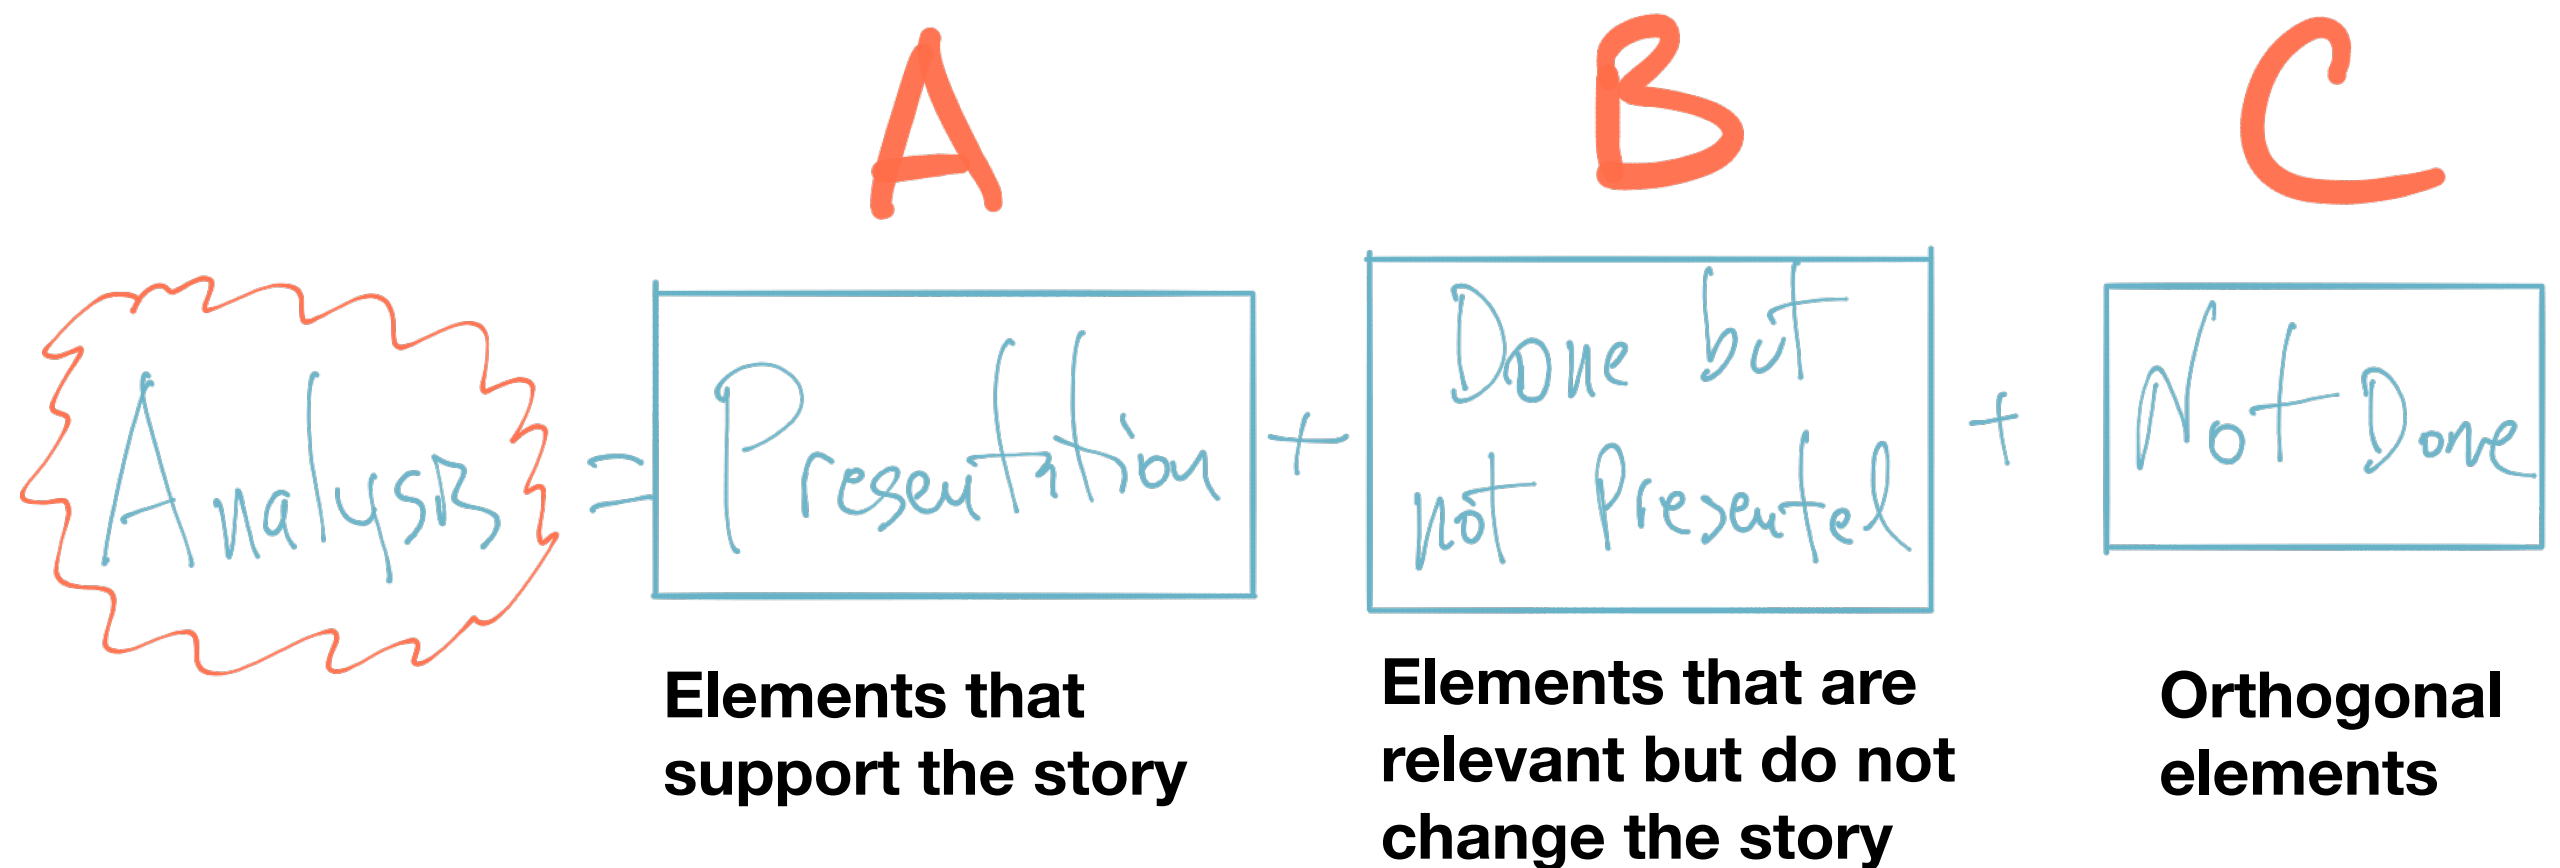 A
B
C
Analysis
=
Presentation
+
Done but
not Presented
+
Not Done
Elements that
support the story
Elements that are
relevant but do not
change the story
Orthogonal
elements